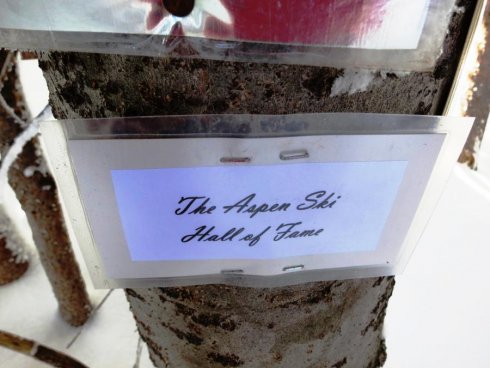 The Aspen Ski
Hall of Fame